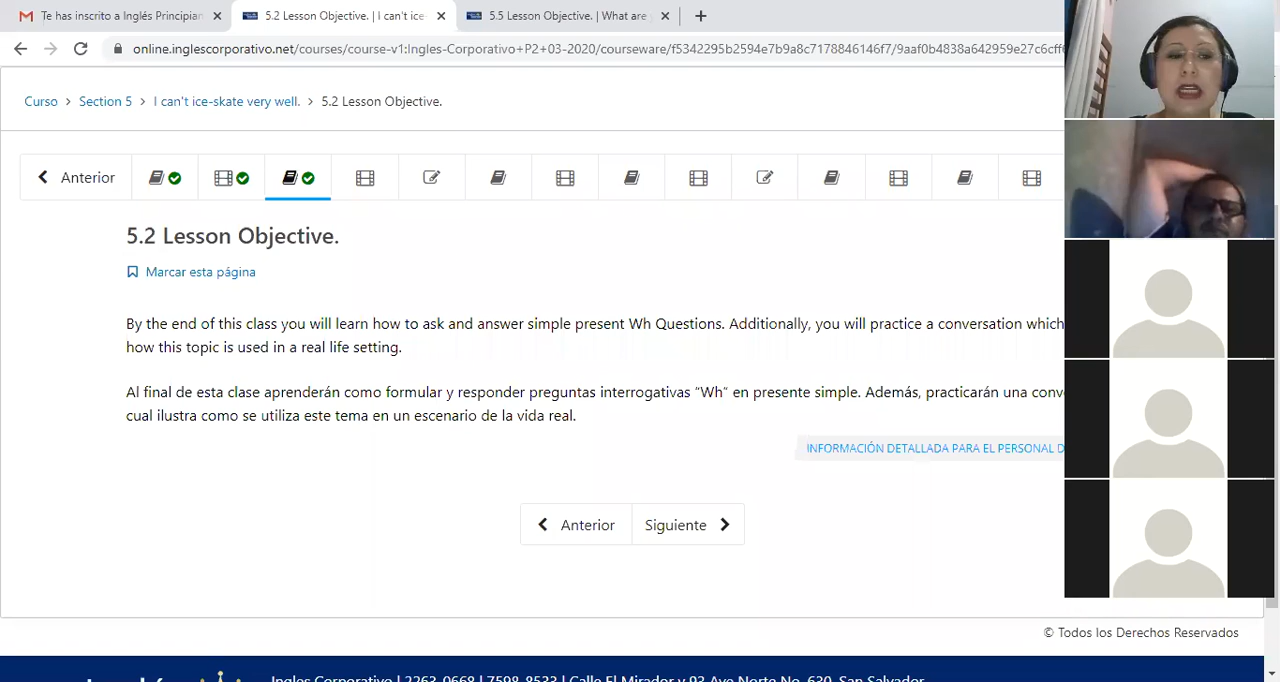 Te has inscrito a Inglés Principian
5.2 Lesson Objective. | I can't ice-
5.5 Lesson Objective. | What are
online.inglescorporativo.net/courses/course-v1:Ingles-Corporativo+P2+03-2020/courseware/f5342295b2594e7b9a8c7178846146f7/9aaf0b4838a642959e27c6cff
Curso > Section 5 > I can't ice-skate very well. > 5.2 Lesson Objective.
Anterior
5.2 Lesson Objective.
Marcar esta página
By the end of this class you will learn how to ask and answer simple present Wh Questions. Additionally, you will practice a conversation which
how this topic is used in a real life setting.
Al final de esta clase aprenderán como formular y responder preguntas interrogativas “Wh” en presente simple. Además, practicarán una conv
cual ilustra como se utiliza este tema en un escenario de la vida real.
INFORMACIÓN DETALLADA PARA EL PERSONAL D
Anterior Siguiente
© Todos los Derechos Reservados
Ingles Corporativo | 2263-0668 | 7598-8533 | Calle El Mirador y 93 Ave Norte No. 630, San Salvador